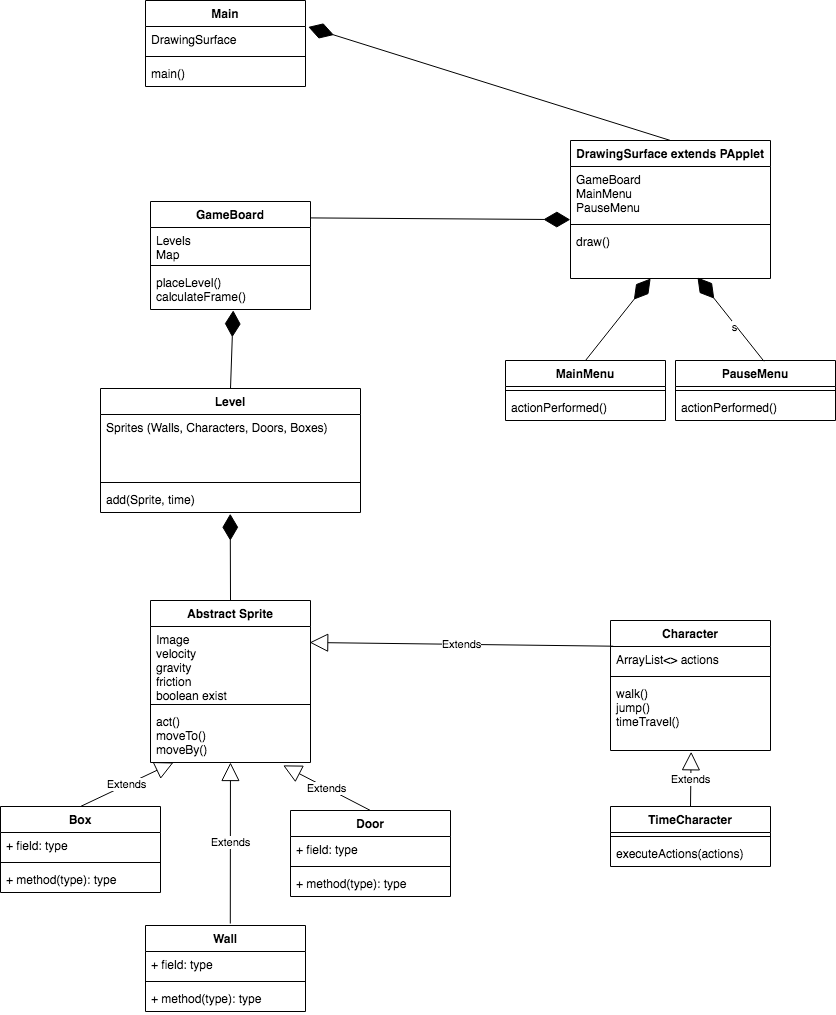 Main
DrawingSurface
main()
DrawingSurface extends PApplet
GameBoard
MainMenu
PauseMenu
draw()
GameBoard
Levels
Map
placeLevel()
calculateFrame()
s
MainMenu
actionPerformed()
PauseMenu
actionPerformed()
Level
Sprites (Walls, Characters, Doors, Boxes)
add(Sprite, time)
Abstract Sprite
Image
velocity
gravity
friction
boolean exist
act()
moveTo()
moveBy()
Extends
Character
ArrayList<> actions
walk()
jump()
timeTravel()
Extends
Extends
Extends
Extends
Box
+ field: type
+ method(type): type
Door
+ field: type
+ method(type): type
TimeCharacter
executeActions(actions)
Wall
+ field: type
+ method(type): type